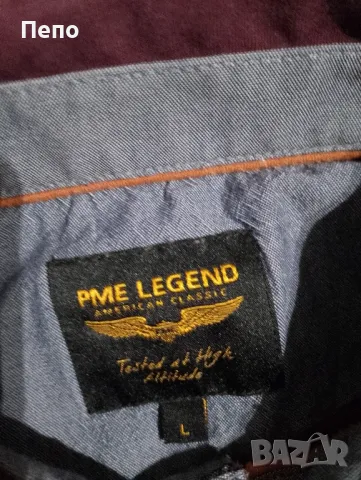 Пепо
PME LEGEND
AMERICAN CLASSIC
Tested at High
Altitude
L
BAZAR